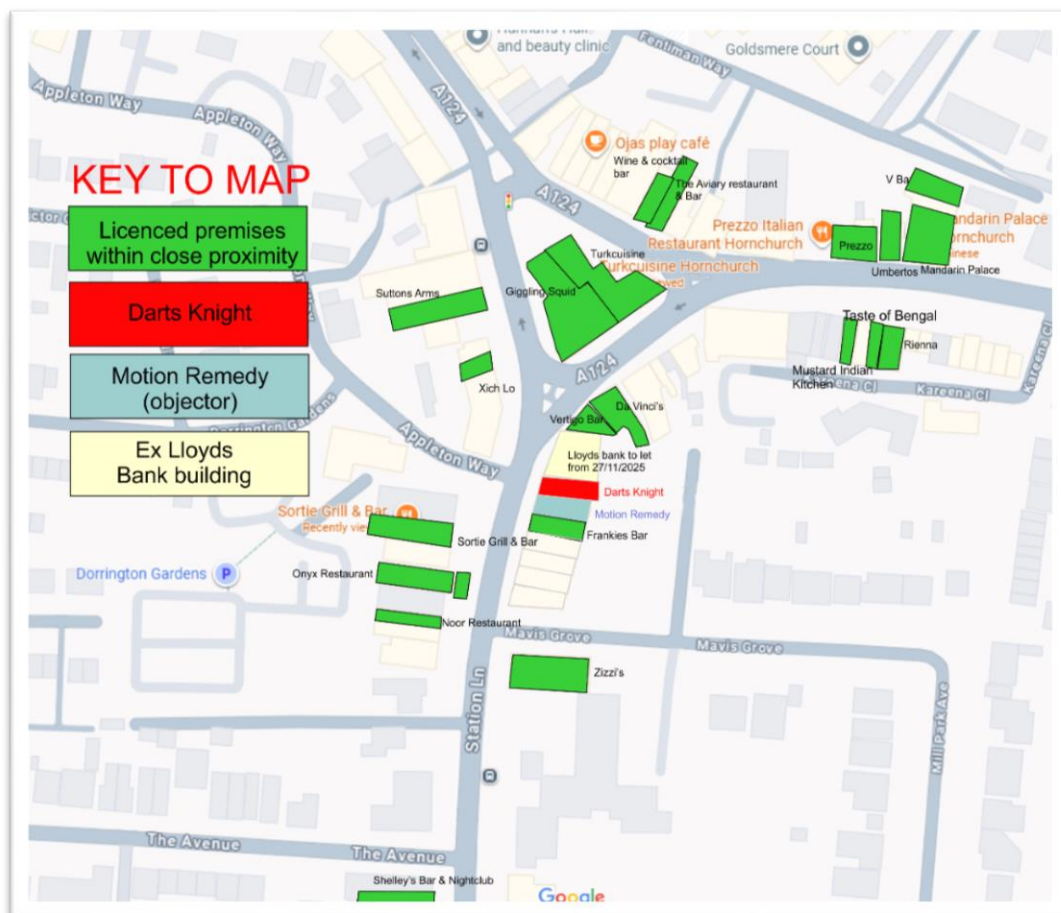 and beauty clinic
Goldsmere Court
Fentiman Way
Appleton Way
Appleton Way
A124
KEY TO MAP
Licenced premises
within close proximity
Darts Knight
Motion Remedy
(objector)
Ex Lloyds
Bank building
Ojas play café
Wine & cocktail
bar
The Aviary restaurant
& Bar
A124
V Ba
Prezzo Italian
Restaurant Hornchurch
Prezzo
Umbertos
Mandarin Palace
Turkcuisine
Turkcuisine Hornchurch
Giggling Squid
Suttons Arms
Xich Lo
Taste of Bengal
Rienna
Mustard Indian
Kitchen
Kareena Cl
Kareena Cl
A124
Da Vinci's
Vertigo Bar
Lloyds bank to let
from 27/11/2025
Darts Knight
Motion Remedy
Frankies Bar
Dorrington Gardens
Appleton Way
Sortie Grill & Bar
Sortie Grill & Bar
Dorrington Gardens
P
Onyx Restaurant
Noor Restaurant
Mavis Grove
Mavis Grove
Zizzi's
Station Ln
Mill Park Ave
The Avenue
The Avenue
Shelley's Bar & Nightclub
Google